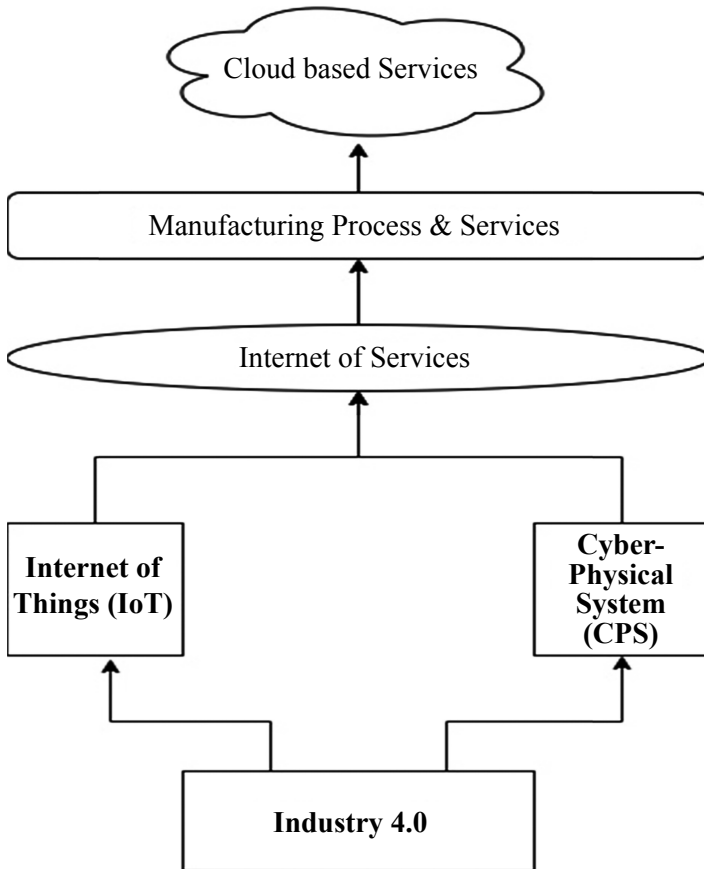 Cloud based Services
Manufacturing Process & Services
Internet of Services
Internet of
Things (IoT)
Cyber-
Physical
System
(CPS)
Industry 4.0